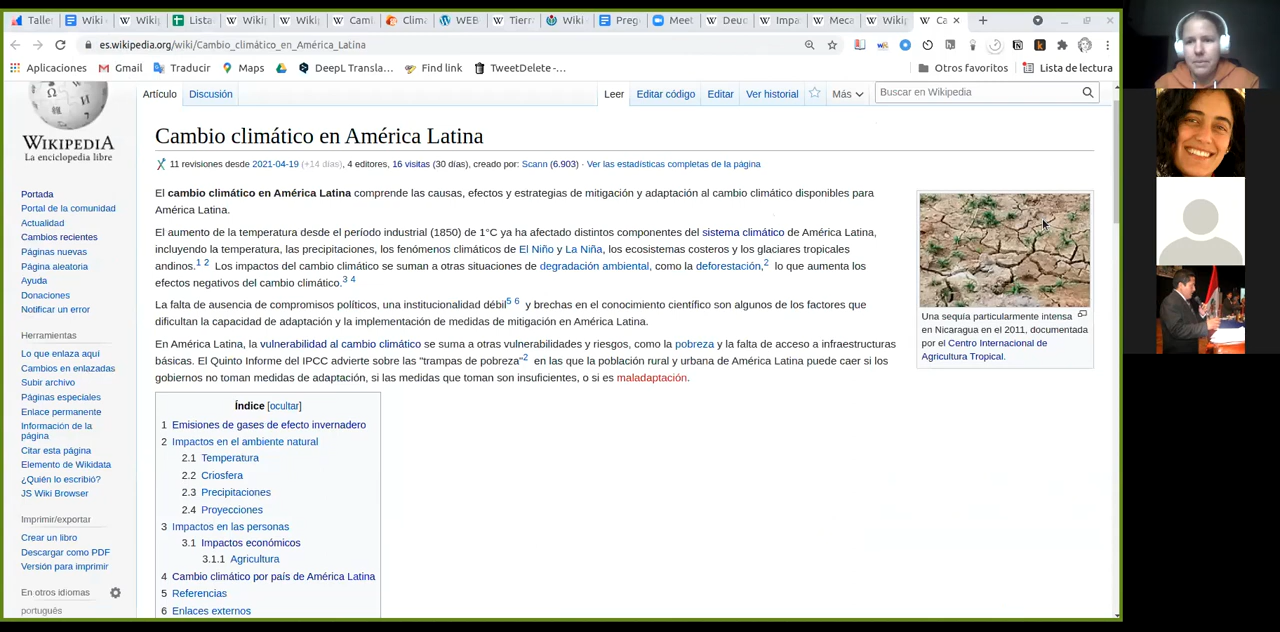 Taller
Wiki
Wikip
Lista
Wikip
Wikip
Cam
Clim
WEB
Wikip
Tierr
Wiki
Preg
Meet
Deuc
Impa
Meca
Wikip
Ca
es.wikipedia.org/wiki/Cambio_climático_en_América_Latina
Aplicaciones
Gmail
Traducir
Maps
DeepL Transla...
Find link
TweetDelete -...
Otros favoritos
Lista de lectura
WIKIPEDIA
La enciclopedia libre
Artículo
Discusión
Leer
Editar código
Editar
Ver historial
Más
Buscar en Wikipedia
Cambio climático en América Latina
11 revisiones desde 2021-04-19 (+14 días), 4 editores, 16 visitas (30 días), creado por: Scann (6.903) · Ver las estadísticas completas de la página
El cambio climático en América Latina comprende las causas, efectos y estrategias de mitigación y adaptación al cambio climático disponibles para
América Latina.
El aumento de la temperatura desde el período industrial (1850) de 1°C ya ha afectado distintos componentes del sistema climático de América Latina,
incluyendo la temperatura, las precipitaciones, los fenómenos climáticos de El Niño y La Niña, los ecosistemas costeros y los glaciares tropicales
andinos.1 2 Los impactos del cambio climático se suman a otras situaciones de degradación ambiental, como la deforestación,2 lo que aumenta los
efectos negativos del cambio climático.3 4
La falta de ausencia de compromisos políticos, una institucionalidad débil5 6 y brechas en el conocimiento científico son algunos de los factores que
dificultan la capacidad de adaptación y la implementación de medidas de mitigación en América Latina.
En América Latina, la vulnerabilidad al cambio climático se suma a otras vulnerabilidades y riesgos, como la pobreza y la falta de acceso a infraestructuras
básicas. El Quinto Informe del IPCC advierte sobre las "trampas de pobreza"2 en las que la población rural y urbana de América Latina puede caer si los
gobiernos no toman medidas de adaptación, si las medidas que toman son insuficientes, o si es maladaptación.
Una sequía particularmente intensa
en Nicaragua en el 2011, documentada
por el Centro Internacional de
Agricultura Tropical.
Índice [ocultar]
1 Emisiones de gases de efecto invernadero
2 Impactos en el ambiente natural
2.1 Temperatura
2.2 Criosfera
2.3 Precipitaciones
2.4 Proyecciones
3 Impactos en las personas
3.1 Impactos económicos
3.1.1 Agricultura
4 Cambio climático por país de América Latina
5 Referencias
6 Enlaces externos
Portada
Portal de la comunidad
Actualidad
Cambios recientes
Páginas nuevas
Página aleatoria
Ayuda
Donaciones
Notificar un error
Herramientas
Lo que enlaza aquí
Cambios en enlazadas
Subir archivo
Páginas especiales
Enlace permanente
Información de la
página
Citar esta página
Elemento de Wikidata
¿Quién lo escribió?
JS Wiki Browser
Imprimir/exportar
Crear un libro
Descargar como PDF
Versión para imprimir
En otros idiomas
português